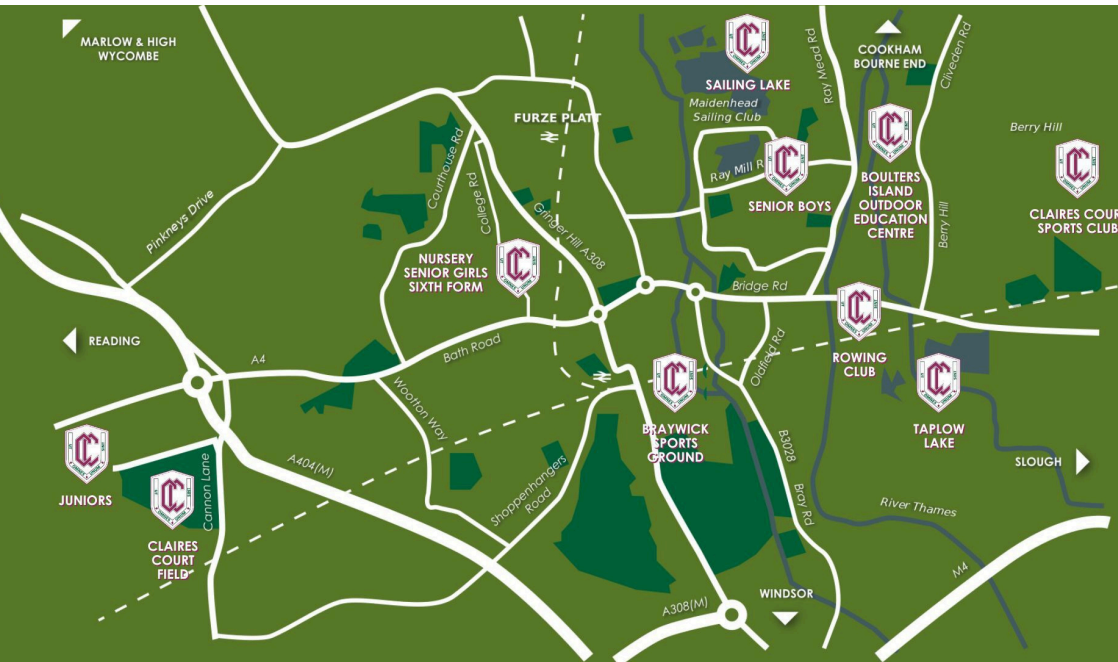 MARLOW & HIGH
WYCOMBE
SAILING LAKE
Maidenhead
Sailing Club
Ray Mead Rd
COOKHAM
BOURNE END
Cliveden Rd
FURZE PLATT
Berry Hill
Courthouse Rd
College Rd
Ray Mill R
SENIOR BOYS
BOULTERS
ISLAND
OUTDOOR
EDUCATION
CENTRE
CLAIRES COUR
SPORTS CLUB
Pinkneys Drive
Gringer Hill A308
Berry Hill
NURSERY
SENIOR GIRLS
SIXTH FORM
Bridge Rd
READING
A4
Bath Road
Oldfield Rd
ROWING
CLUB
Wootton Way
BRAYWICK
SPORTS
GROUND
TAPLOW
LAKE
B3028
SLOUGH
A404(M)
Cannon Lane
JUNIORS
Shoppenhangers
Road
Bray Rd
River Thames
CLAIRES
COURT
FIELD
M4
WINDSOR
A308(M)